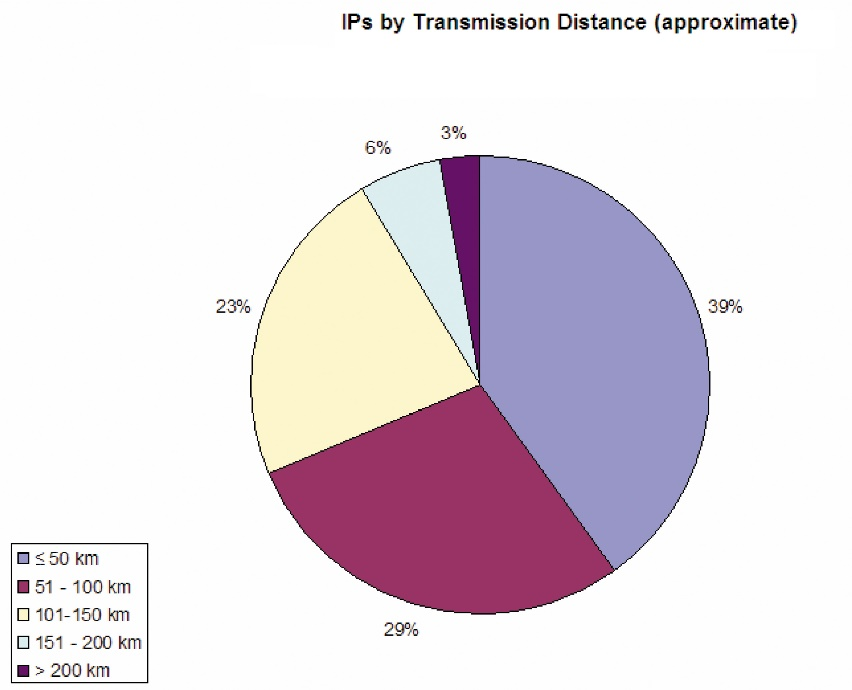 IPs by Transmission Distance (approximate)
3%
6%
23%
39%
29%
≤ 50 km
51 - 100 km
101-150 km
151 - 200 km
> 200 km